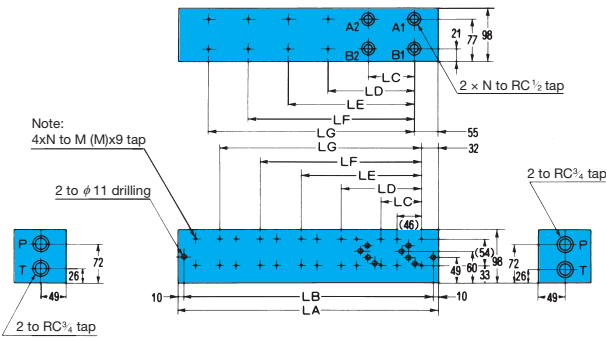 A2 A1
B2 B1
21
77
98
LC
2 × N to RC½ tap
LD
LE
LF
LG
55
Note:
4xN to M (M)x9 tap
LG
32
LF
2 to RC¾ tap
LE
2 to φ11 drilling
LD
LC
(46)
P
T
72
26
49
(54)
98
60
49
33
P
T
72
26
49
10
LB
10
LA
2 to RC¾ tap